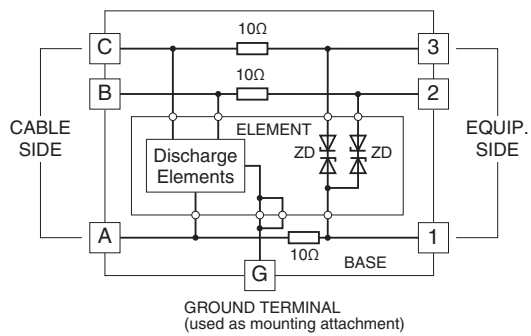 10Ω
C
3
10Ω
B
2
CABLE
SIDE
ELEMENT
EQUIP.
SIDE
Discharge
Elements
ZD
ZD
A
1
10Ω
G
BASE
GROUND TERMINAL
(used as mounting attachment)